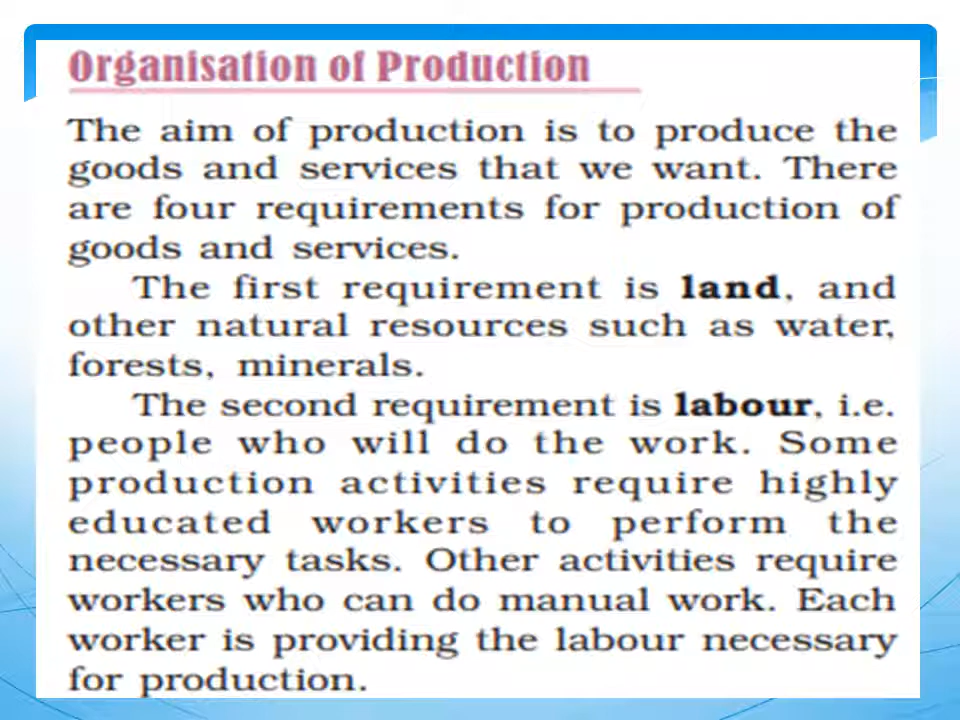 Organisation of Production
The aim of production is to produce the
goods and services that we want. There
are four requirements for production of
goods and services.
The first requirement is land, and
other natural resources such as water,
forests, minerals.
The second requirement is labour, i.e.
people who will do the work. Some
production activities require highly
educated workers to perform the
necessary tasks. Other activities require
workers who can do manual work. Each
worker is providing the labour necessary
for production.